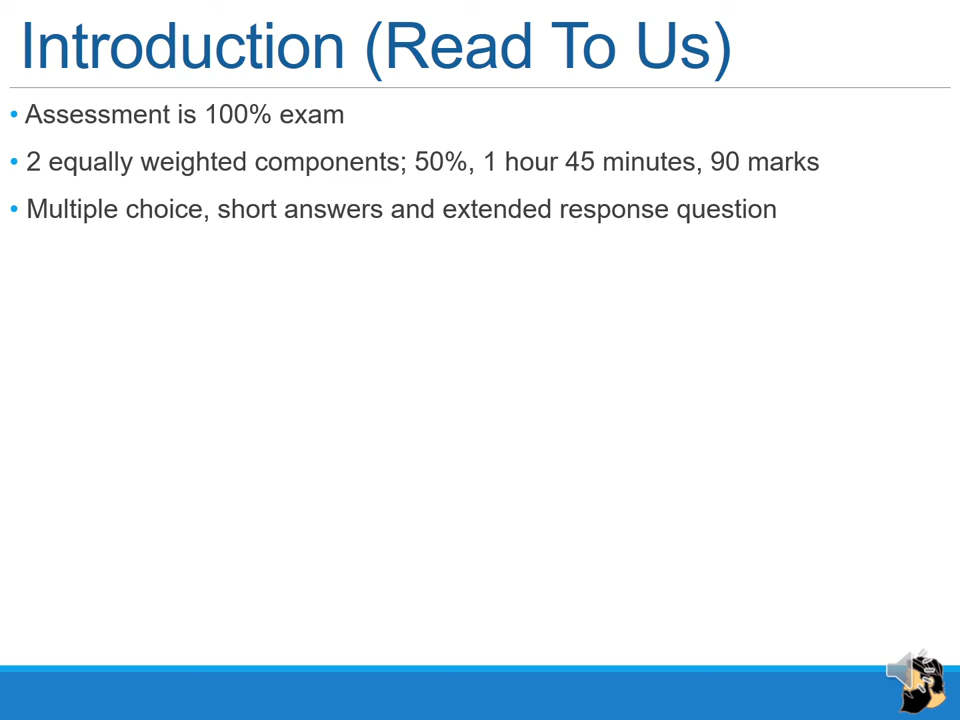 Introduction (Read To Us)
• Assessment is 100% exam
• 2 equally weighted components; 50%, 1 hour 45 minutes, 90 marks
• Multiple choice, short answers and extended response question